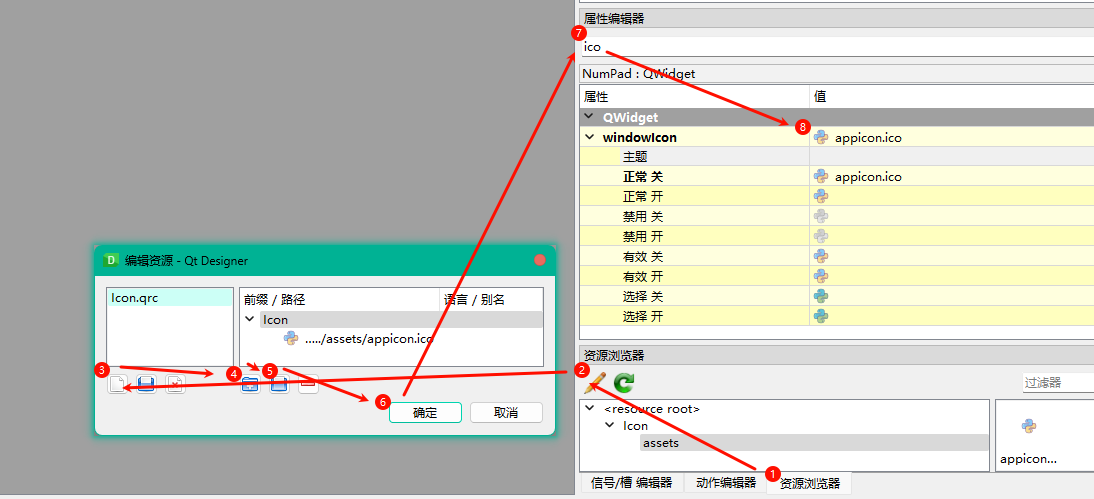 属性编辑器
7
ico
NumPad : QWidget
属性 值
QWidget
8
windowIcon appicon.ico
主题
正常 关 appicon.ico
正常 开
禁用 关
禁用 开
有效 关
有效 开
选择 关
选择 开
D 编辑资源 - Qt Designer
Icon.qrc
前缀 / 路径 语言 / 别名
Icon
...../assets/appicon.ico
3 4 5
6
确定 取消
资源浏览器
2
过滤器
<resource root>
Icon
assets
appicon...
1
信号/槽 编辑器 动作编辑器 资源浏览器